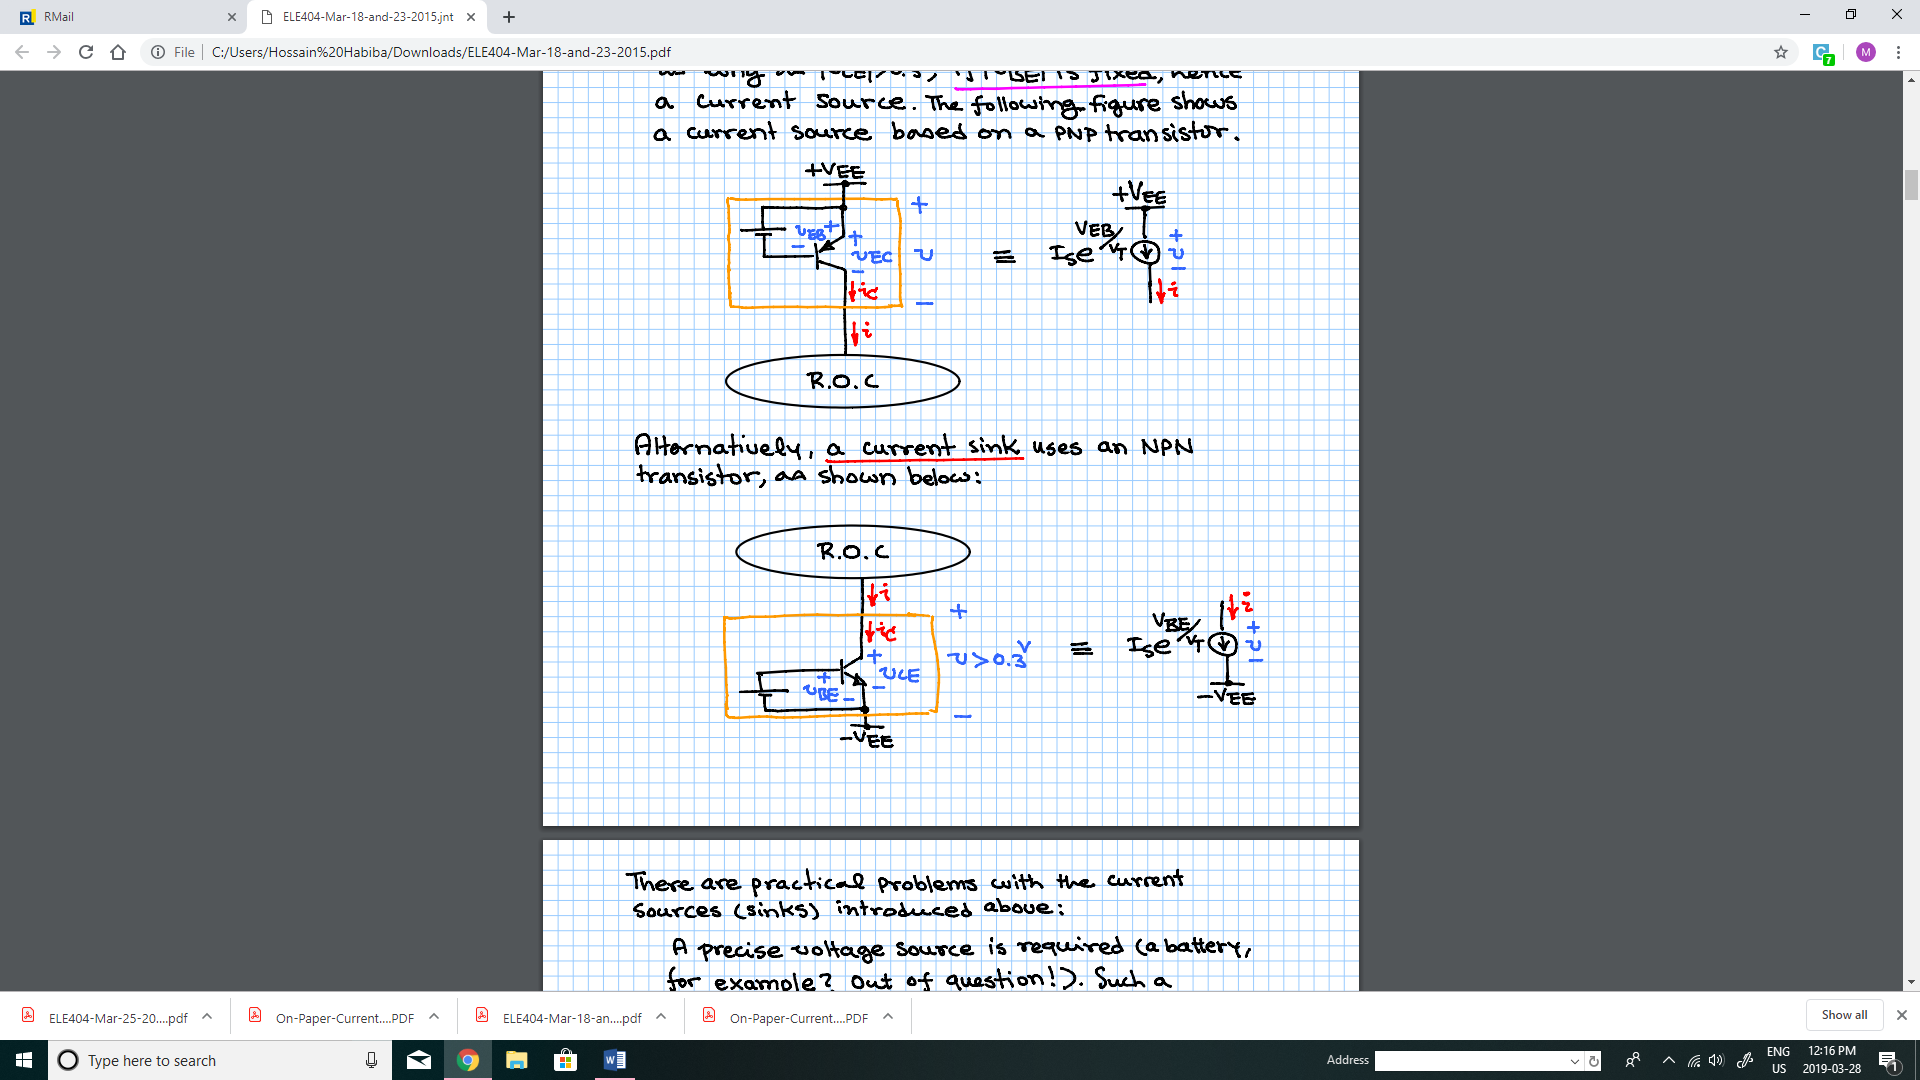 RMail
ELE404-Mar-18-and-23-2015.jnt
File
C:/Users/Hossain%20Habiba/Downloads/ELE404-Mar-18-and-23-2015.pdf
M
7
is fixed, hence
a current source. The following figure shows
a current source based on a PNP transistor.
+VEE
+VEE
+
VEB +
-
+
VEC
-
+
v
-
ic
i
≡
ISe VEB/VT
+
v
-
i
R.O.C
Alternatively, a current sink uses an NPN
transistor, as shown below:
R.O.C
i
ic
+
VCE
-
+
VBE -
+
v > 0.3V
-
-VEE
≡
ISe VBE/VT
i
+
v
-
-VEE
There are practical problems with the current
sources (sinks) introduced above:
A precise voltage source is required (a battery,
for example? Out of question!). Such a
ELE404-Mar-25-20....pdf
On-Paper-Current....PDF
ELE404-Mar-18-an....pdf
On-Paper-Current....PDF
Show all
Type here to search
Address
ENG
US
12:16 PM
2019-03-28
1